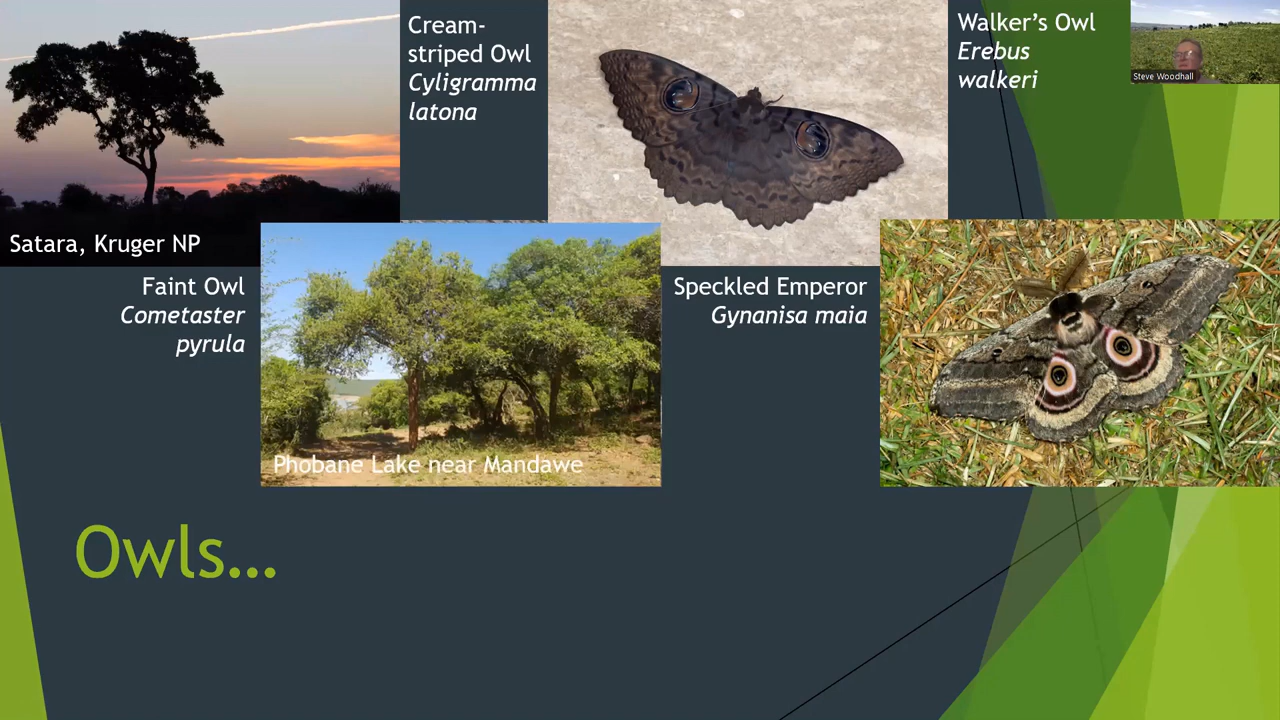 Cream-
striped Owl
Cyligramma
latona
Walker’s Owl
Erebus
walkeri
Steve Woodhall
Satara, Kruger NP
Faint Owl
Cometaster
pyrula
Speckled Emperor
Gynanisa maia
Phobane Lake near Mandawe
Owls…